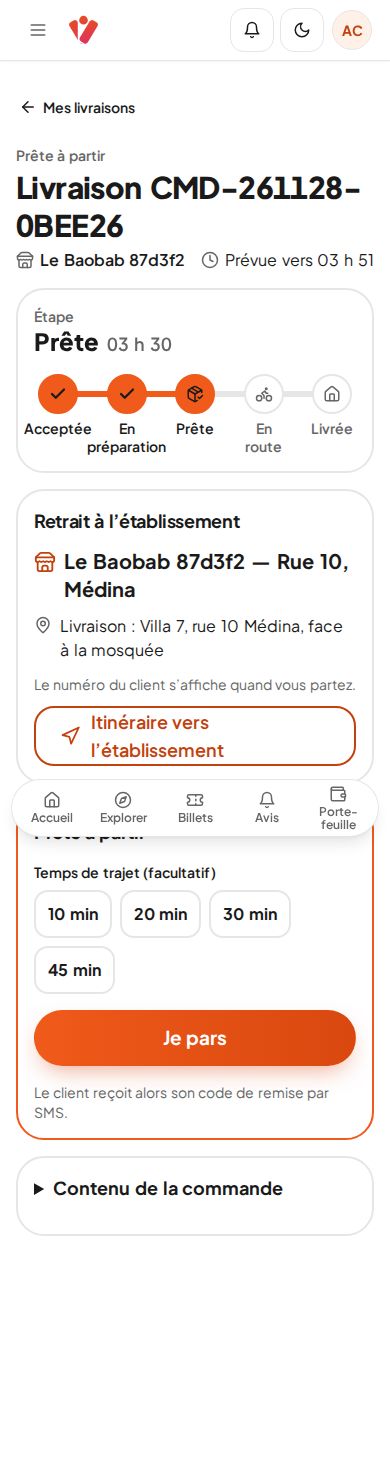 AC
Mes livraisons
Prête à partir
Livraison CMD-261128-
0BEE26
Le Baobab 87d3f2 Prévue vers 03 h 51
Étape
Prête 03 h 30
Acceptée En préparation Prête En route Livrée
Retrait à l’établissement
Le Baobab 87d3f2 — Rue 10,
Médina
Livraison : Villa 7, rue 10 Médina, face
à la mosquée
Le numéro du client s’affiche quand vous partez.
Itinéraire vers
l’établissement
Accueil Explorer Billets Avis Porte-feuille
Prête à partir
Temps de trajet (facultatif)
10 min 20 min 30 min
45 min
Je pars
Le client reçoit alors son code de remise par
SMS.
Contenu de la commande